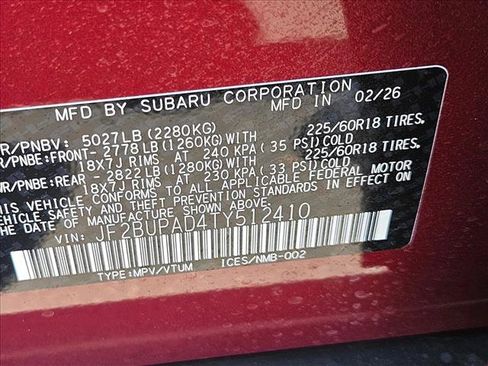 MFD BY SUBARU CORPORATION MFD IN 02/26
R/PNBV: 5027LB (2280KG)
R/PNBE:FRONT- 2778 LB (1260KG) WITH 225/60R18 TIRES,
18X7J RIMS AT 240 KPA (35 PSI) COLD
R/PNBE:REAR - 2822 LB (1280KG) WITH 225/60R18 TIRES,
18X7J RIMS AT 230 KPA (33 PSI) COLD
THIS VEHICLE CONFORMS TO ALL APPLICABLE FEDERAL MOTOR
VEHICLE SAFETY AND THEFT PREVENTION STANDARDS IN EFFECT ON
THE DATE OF MANUFACTURE SHOWN ABOVE.
VIN: JF2BUPAD4TY512410
TYPE:MPV/VTUM ICES/NMB-002